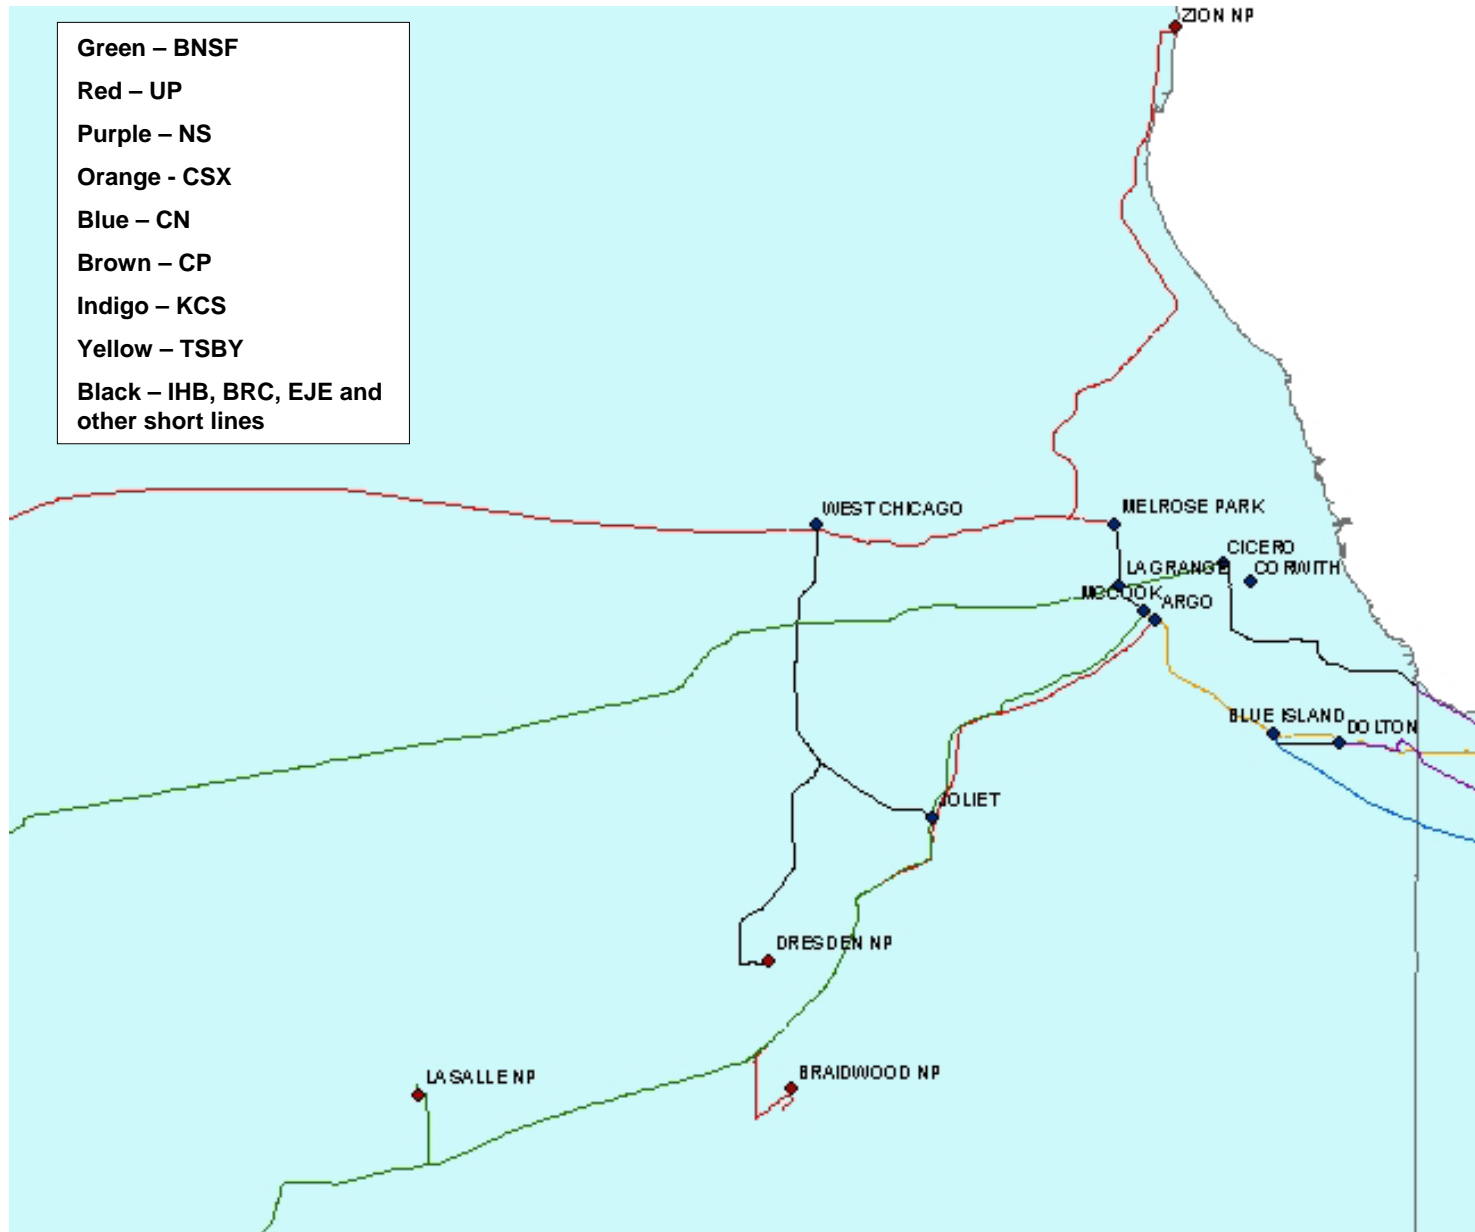 Green – BNSF
Red – UP
Purple – NS
Orange - CSX
Blue – CN
Brown – CP
Indigo – KCS
Yellow – TSBY
Black – IHB, BRC, EJE and
other short lines
ZION NP
WEST CHICAGO
MELROSE PARK
CICERO
LA GRANGE
CORWITH
MCCOOK
ARGO
BLUE ISLAND
DOLTON
JOLIET
DRESDEN NP
LASALLE NP
BRAIDWOOD NP